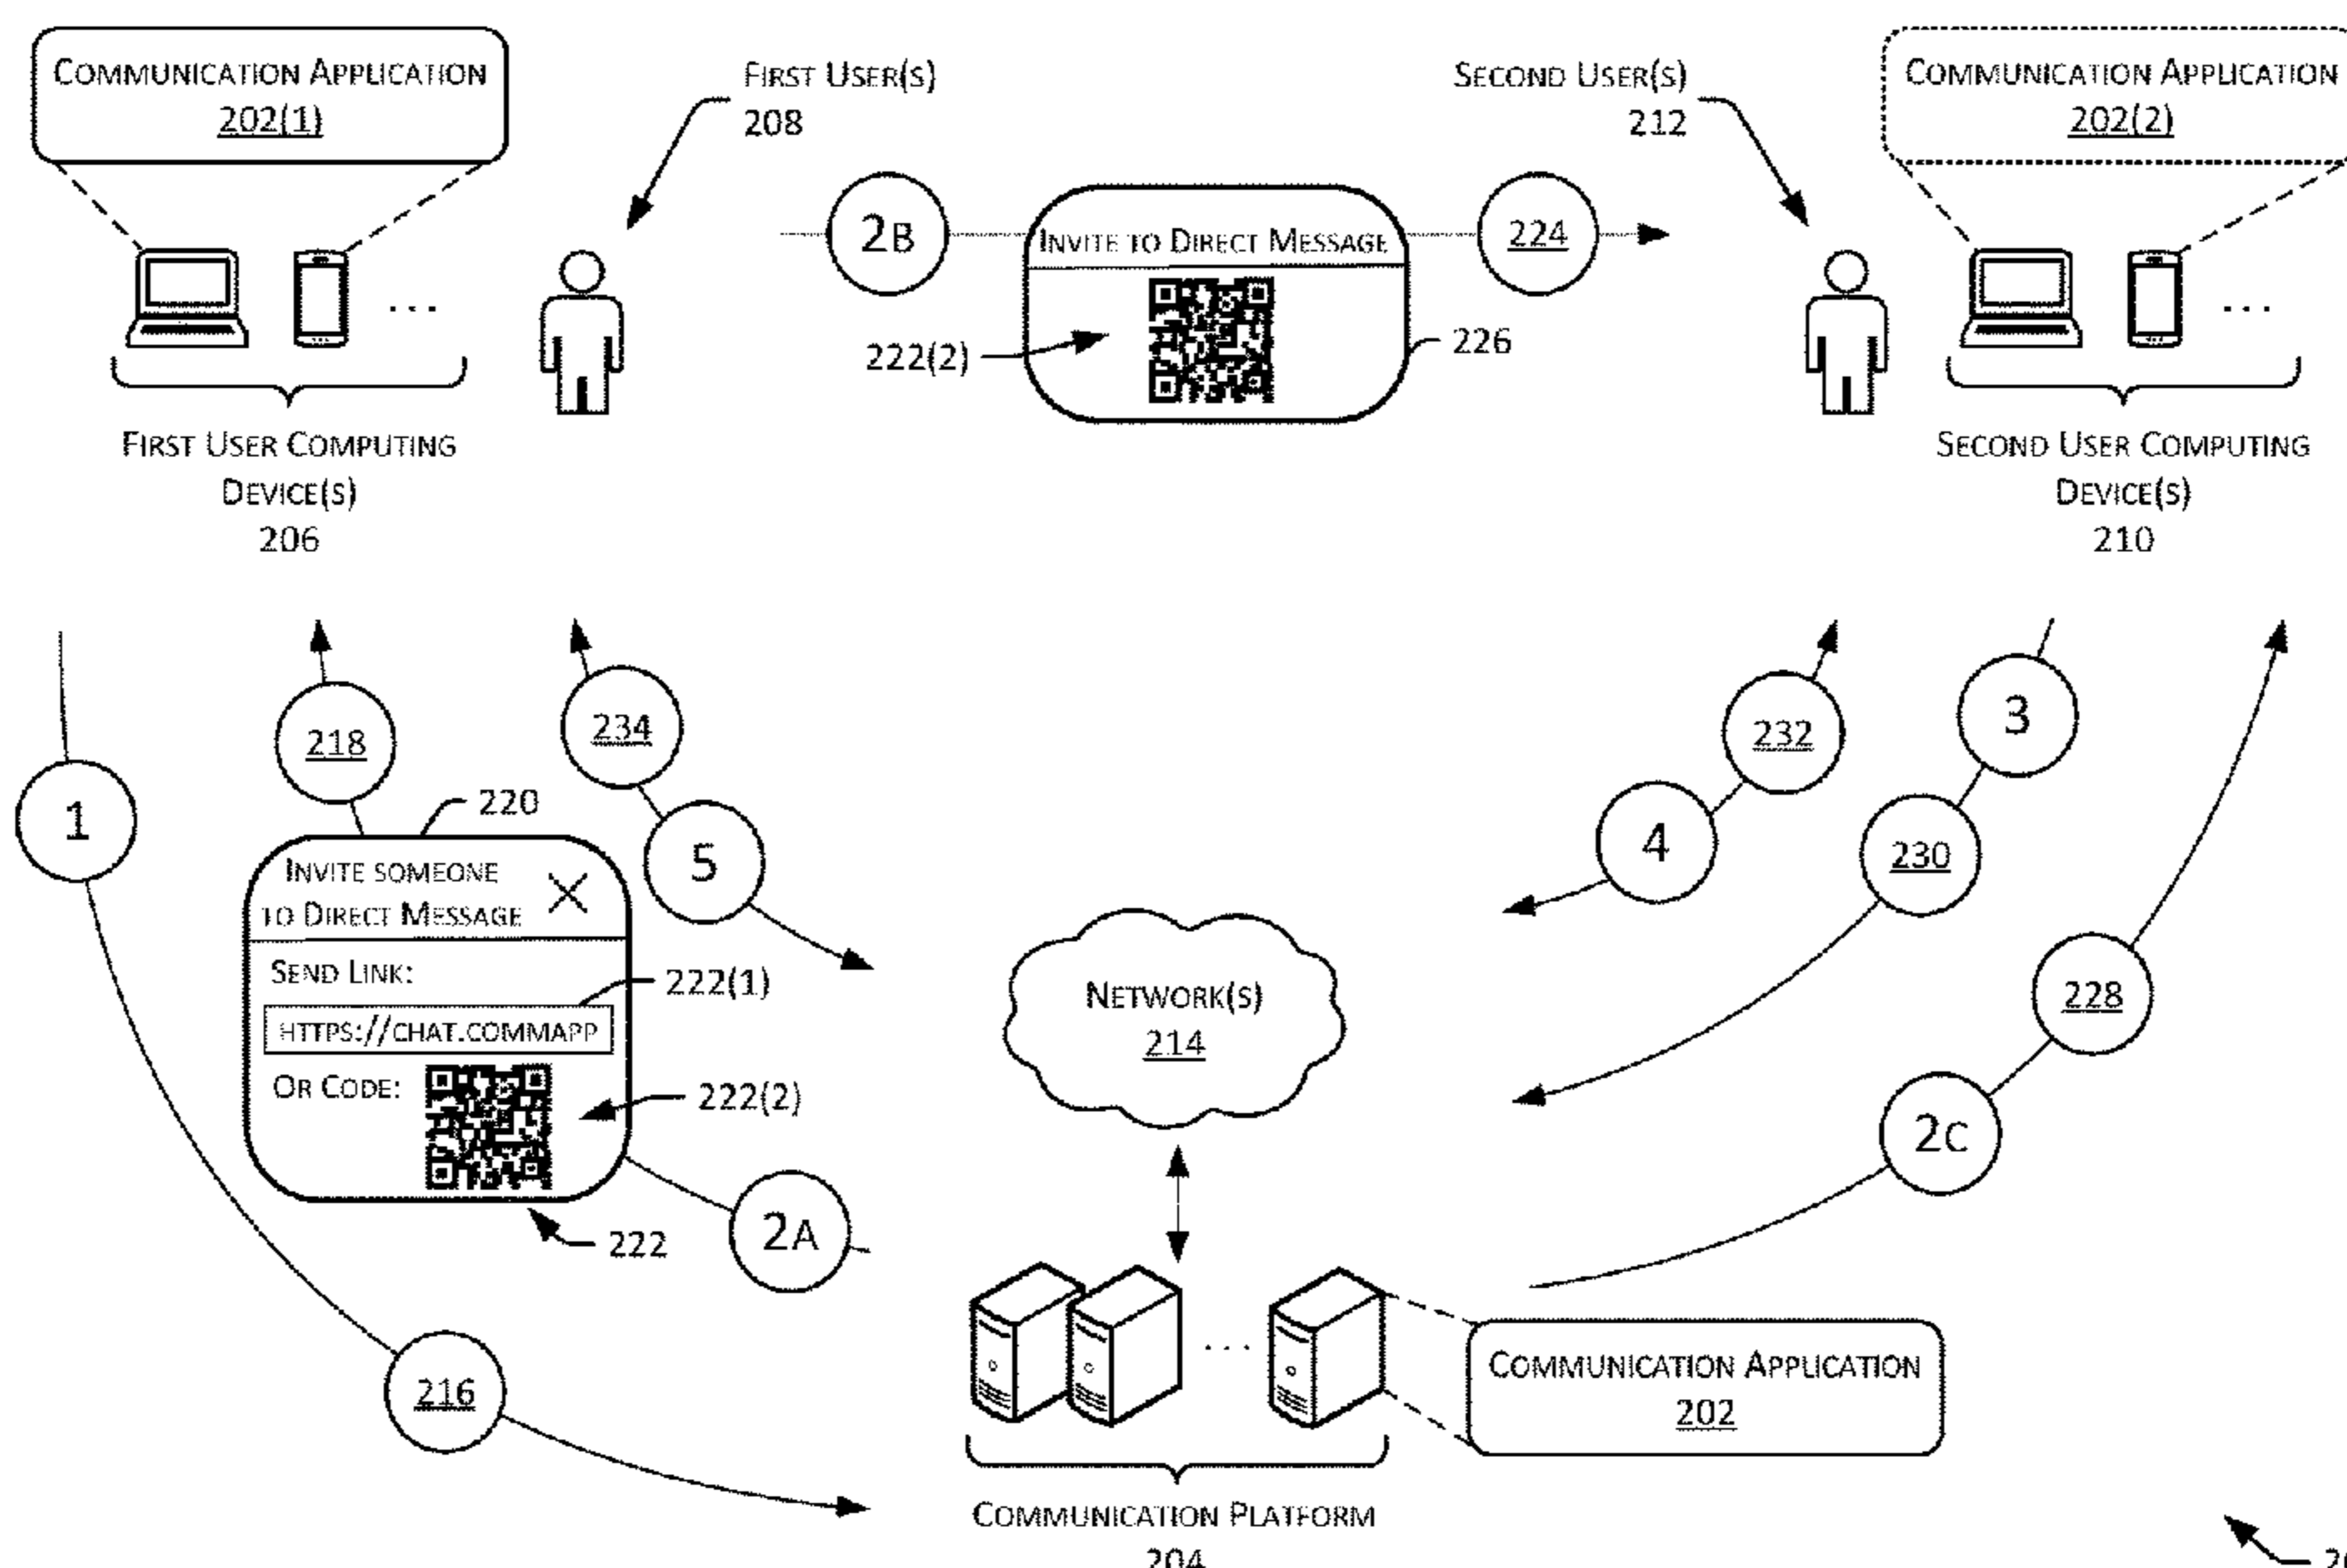 COMMUNICATION APPLICATION
202(1)
FIRST USER(S)
208
SECOND USER(S)
212
COMMUNICATION APPLICATION
202(2)
2B
INVITE TO DIRECT MESSAGE
224
222(2)
226
FIRST USER COMPUTING
DEVICE(S)
206
SECOND USER COMPUTING
DEVICE(S)
210
1
218
234
220
5
INVITE SOMEONE
TO DIRECT MESSAGE
SEND LINK:
222(1)
HTTPS://CHAT.COMMAPP
OR CODE:
222(2)
222
2A
216
232
3
4
230
228
2C
NETWORK(S)
214
COMMUNICATION APPLICATION
202
COMMUNICATION PLATFORM
204